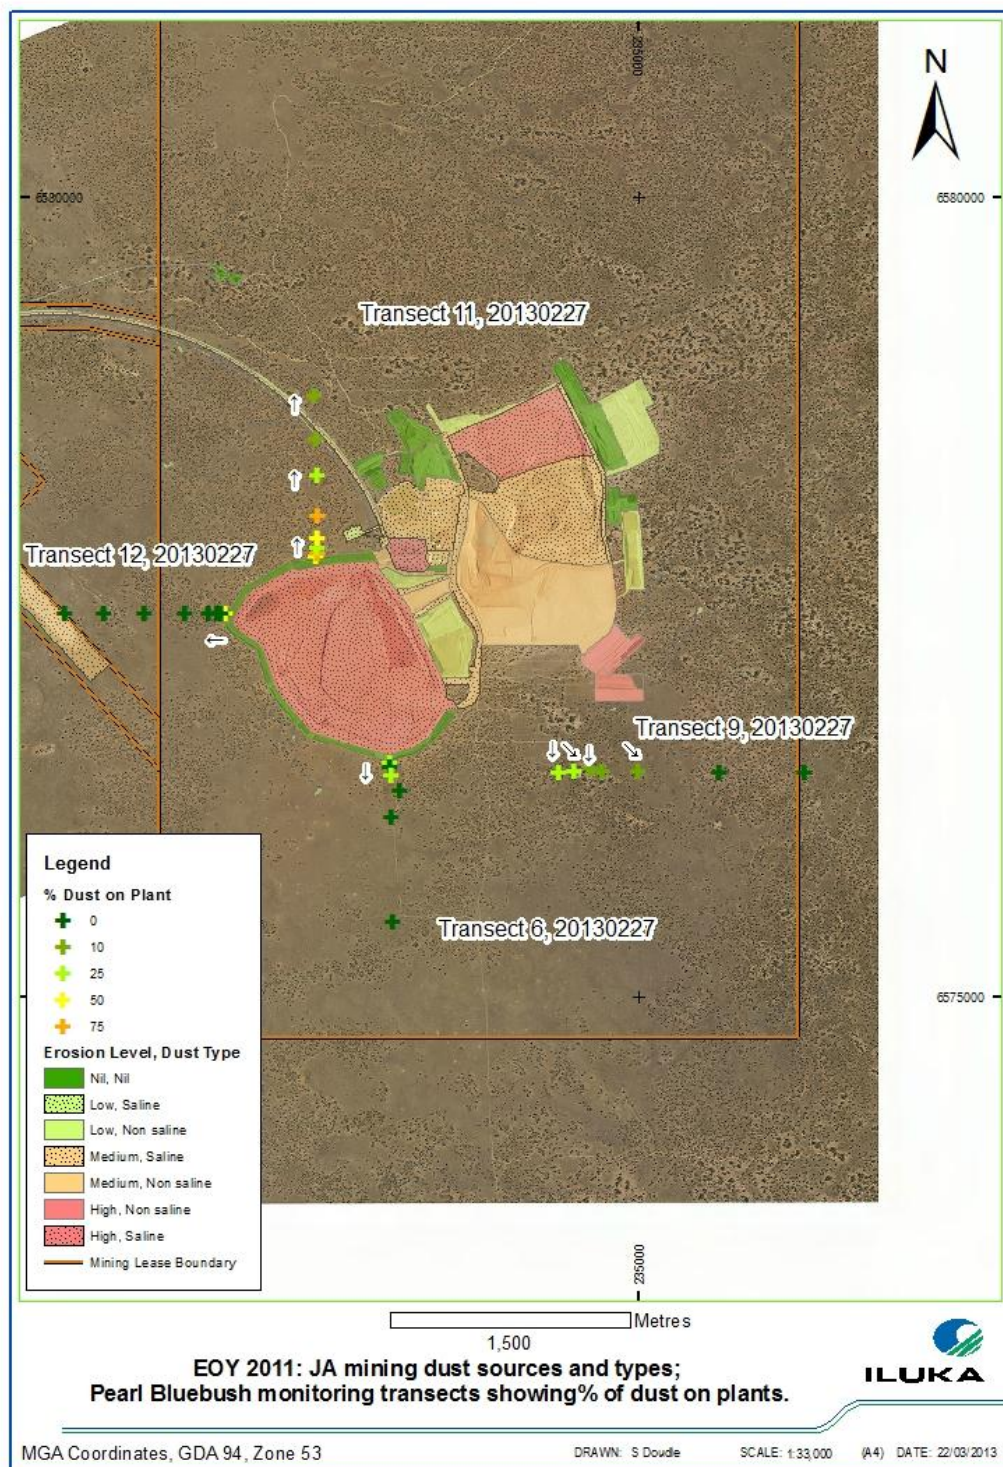 N
235000
6580000
6580000
Transect 11, 20130227
Transect 12, 20130227
Transect 9, 20130227
Transect 6, 20130227
6575000
235000
Legend
% Dust on Plant
0
10
25
50
75
Erosion Level, Dust Type
Nil, Nil
Low, Saline
Low, Non saline
Medium, Saline
Medium, Non saline
High, Non saline
High, Saline
Mining Lease Boundary
Metres
1,500
EOY 2011: JA mining dust sources and types;
Pearl Bluebush monitoring transects showing% of dust on plants.
ILUKA
MGA Coordinates, GDA 94, Zone 53
DRAWN: S Doudle
SCALE: 1:33,000
(A4)
DATE: 22/03/2013